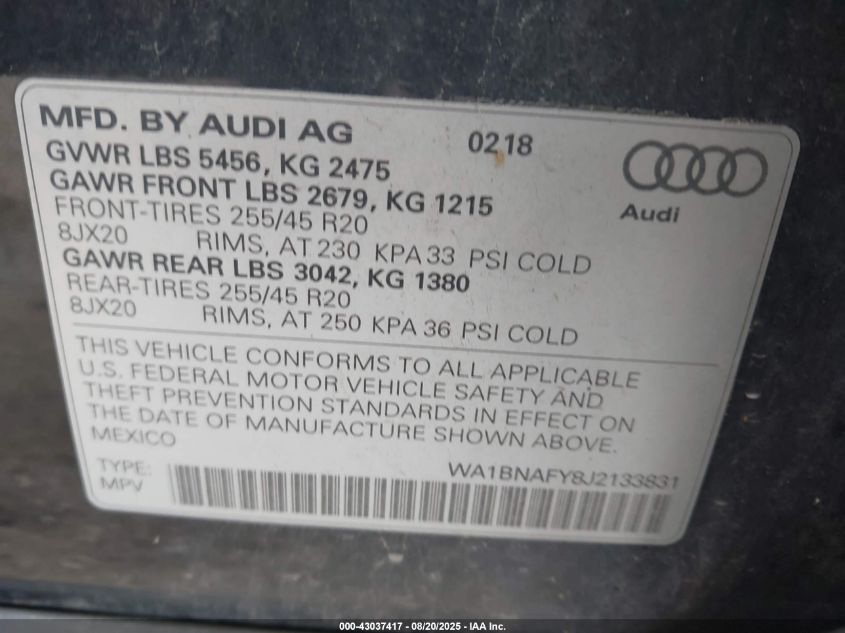 MFD. BY AUDI AG 0218
GVWR LBS 5456, KG 2475
GAWR FRONT LBS 2679, KG 1215
FRONT-TIRES 255/45 R20
8JX20 RIMS, AT 230 KPA 33 PSI COLD
GAWR REAR LBS 3042, KG 1380
REAR-TIRES 255/45 R20
8JX20 RIMS, AT 250 KPA 36 PSI COLD
Audi
THIS VEHICLE CONFORMS TO ALL APPLICABLE
U.S. FEDERAL MOTOR VEHICLE SAFETY AND
THEFT PREVENTION STANDARDS IN EFFECT ON
THE DATE OF MANUFACTURE SHOWN ABOVE.
MEXICO
TYPE: WA1BNAFY8J2133831
MPV
000-43037417 - 08/20/2025 - IAA Inc.